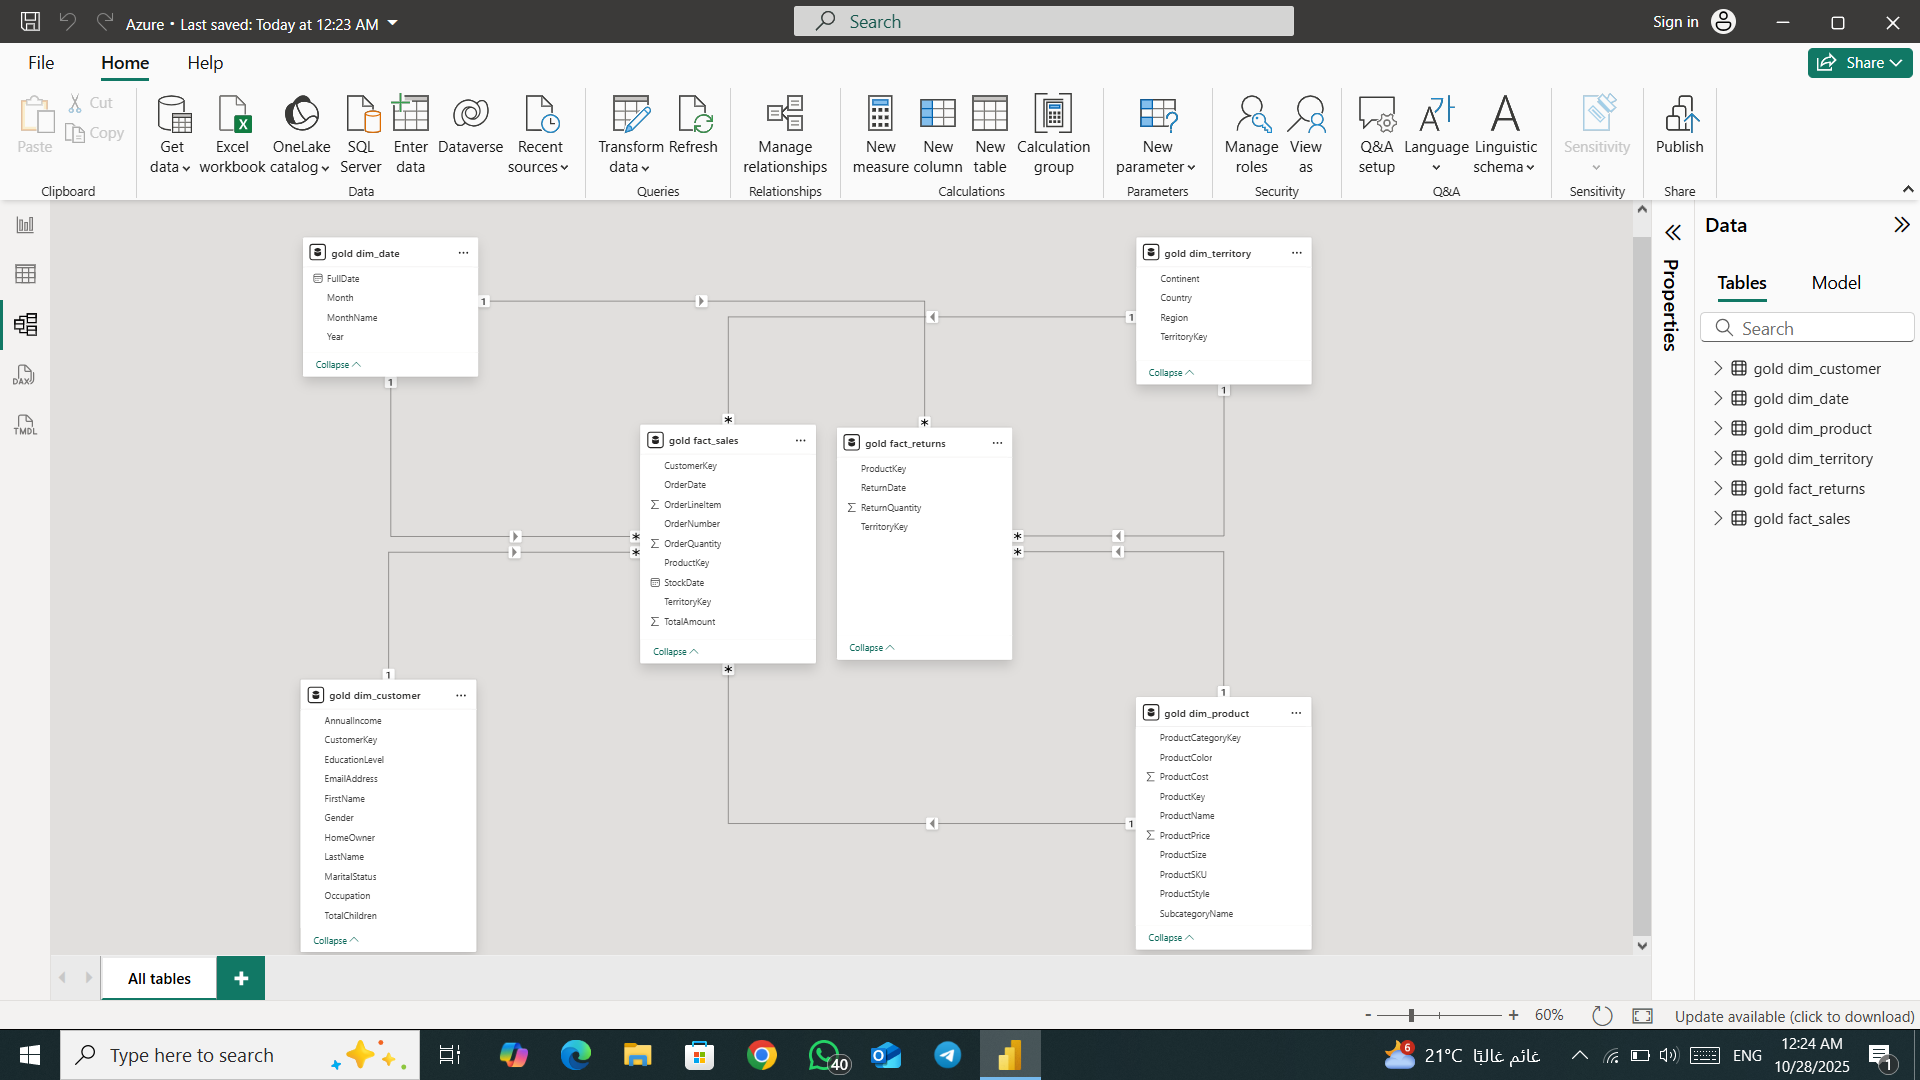 Azure • Last saved: Today at 12:23 AM
Search
Sign in
File
Home
Help
Share
Paste
Cut
Copy
Clipboard
Get data
Excel workbook
OneLake catalog
SQL Server
Enter data
Dataverse
Recent sources
Data
Transform data
Refresh
Queries
Manage relationships
Relationships
New measure
New column
New table
Calculation group
Calculations
New parameter
Parameters
Manage roles
View as
Security
Q&A setup
Language
Linguistic schema
Q&A
Sensitivity
Sensitivity
Publish
Share
DAX
TMDL
gold dim_date
FullDate
Month
MonthName
Year
Collapse
1
1
gold dim_territory
Continent
Country
Region
TerritoryKey
Collapse
1
1
gold fact_sales
CustomerKey
OrderDate
OrderLineItem
OrderNumber
OrderQuantity
ProductKey
StockDate
TerritoryKey
TotalAmount
Collapse
*
*
*
*
gold fact_returns
ProductKey
ReturnDate
ReturnQuantity
TerritoryKey
Collapse
*
*
*
1
gold dim_customer
AnnualIncome
CustomerKey
EducationLevel
EmailAddress
FirstName
Gender
HomeOwner
LastName
MaritalStatus
Occupation
TotalChildren
Collapse
1
1
gold dim_product
ProductCategoryKey
ProductColor
ProductCost
ProductKey
ProductName
ProductPrice
ProductSize
ProductSKU
ProductStyle
SubcategoryName
Collapse
Properties
Data
Tables
Model
Search
gold dim_customer
gold dim_date
gold dim_product
gold dim_territory
gold fact_returns
gold fact_sales
All tables
+
- + 60%
Update available (click to download)
Type here to search
40
6
21°C غائم غالبًا
ENG
12:24 AM
10/28/2025
1